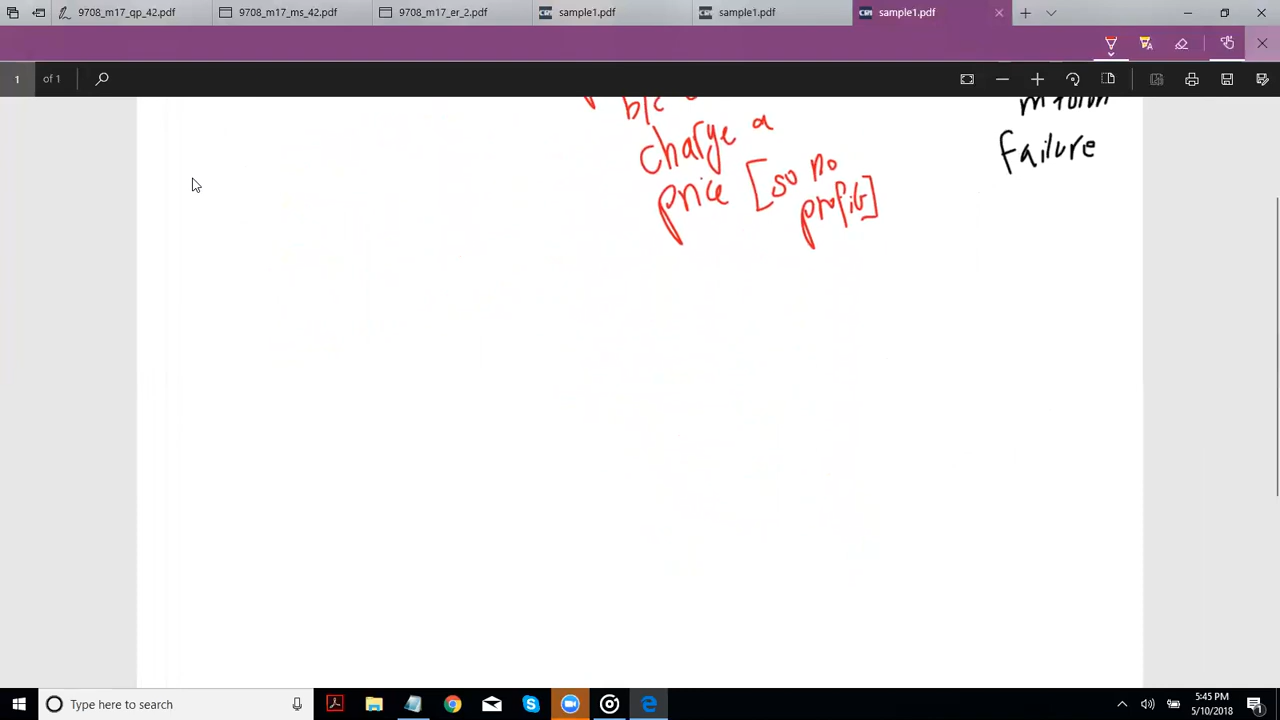 9708_m17_qp_42.pdf
9708_m17_ms_42.pdf
9708_m17_er_2.pdf
sample1.pdf
sample1.pdf
sample1.pdf
1 of 1
b/c
charge a
price [so no
profit]
failure
Type here to search
5:45 PM
5/10/2018